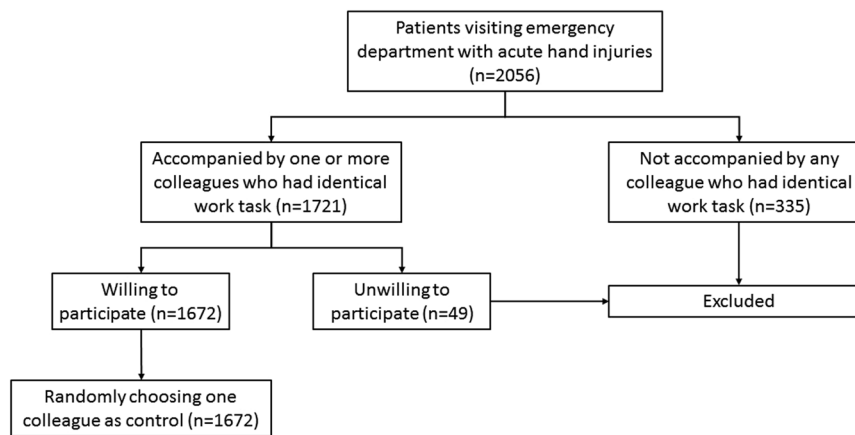 Patients visiting emergency
department with acute hand injuries
(n=2056)
Accompanied by one or more
colleagues who had identical
work task (n=1721)
Not accompanied by any
colleague who had identical
work task (n=335)
Willing to
participate (n=1672)
Unwilling to
participate (n=49)
Excluded
Randomly choosing one
colleague as control (n=1672)